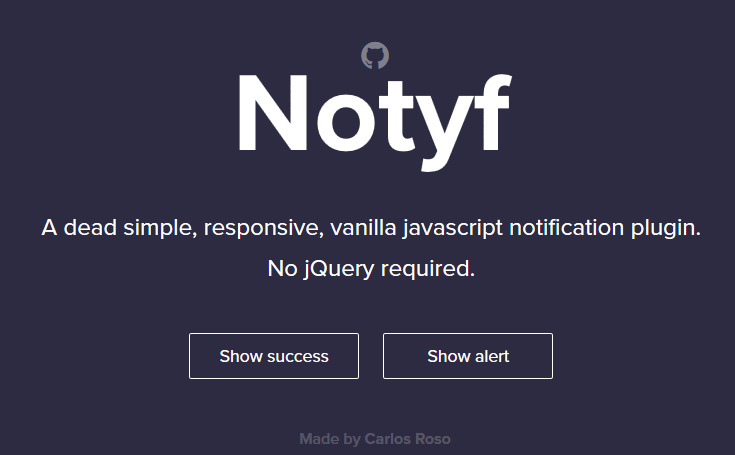 Notyf
A dead simple, responsive, vanilla javascript notification plugin.
No jQuery required.
Show success
Show alert
Made by Carlos Roso